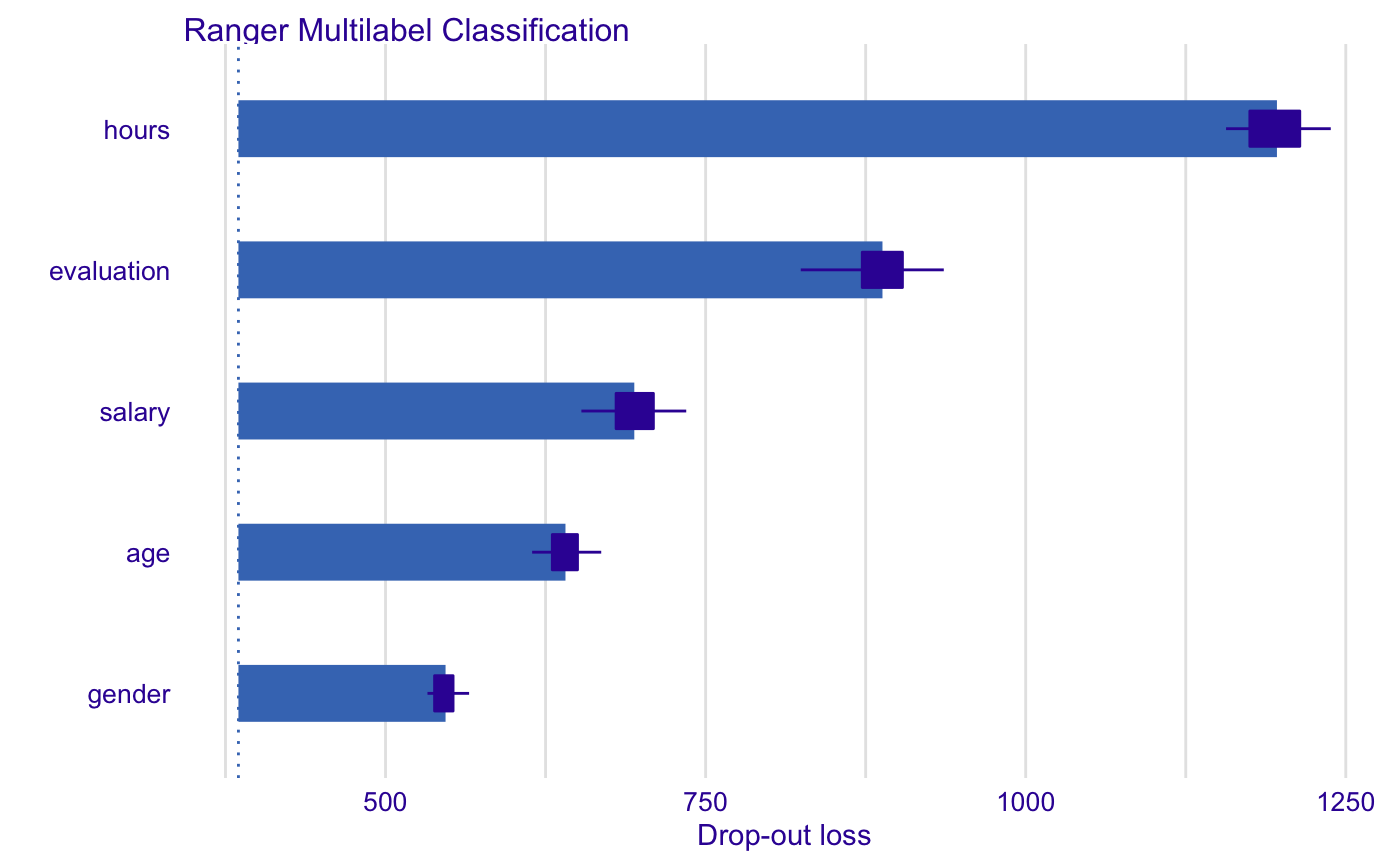 Ranger Multilabel Classification
hours
evaluation
salary
age
gender
500 750 1000 1250
Drop-out loss